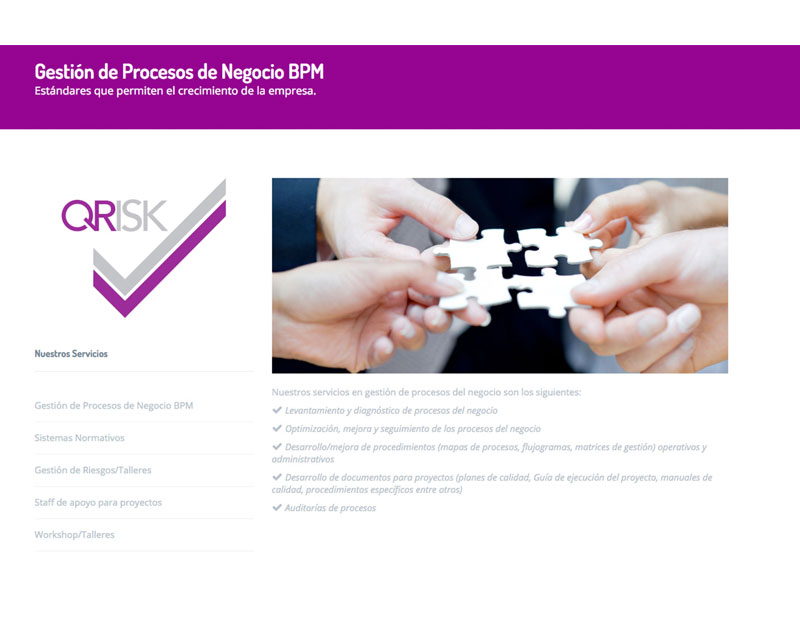 Gestión de Procesos de Negocio BPM
Estándares que permiten el crecimiento de la empresa.
QRISK
Nuestros Servicios
Gestión de Procesos de Negocio BPM
Sistemas Normativos
Gestión de Riesgos/Talleres
Staff de apoyo para proyectos
Workshop/Talleres
Nuestros servicios en gestión de procesos del negocio son los siguientes:
Levantamiento y diagnóstico de procesos del negocio
Optimización, mejora y seguimiento de los procesos del negocio
Desarrollo/mejora de procedimientos (mapas de procesos, flujogramas, matrices de gestión) operativos y
administrativos
Desarrollo de documentos para proyectos (planes de calidad, Guía de ejecución del proyecto, manuales de
calidad, procedimientos específicos entre otros)
Auditorías de procesos